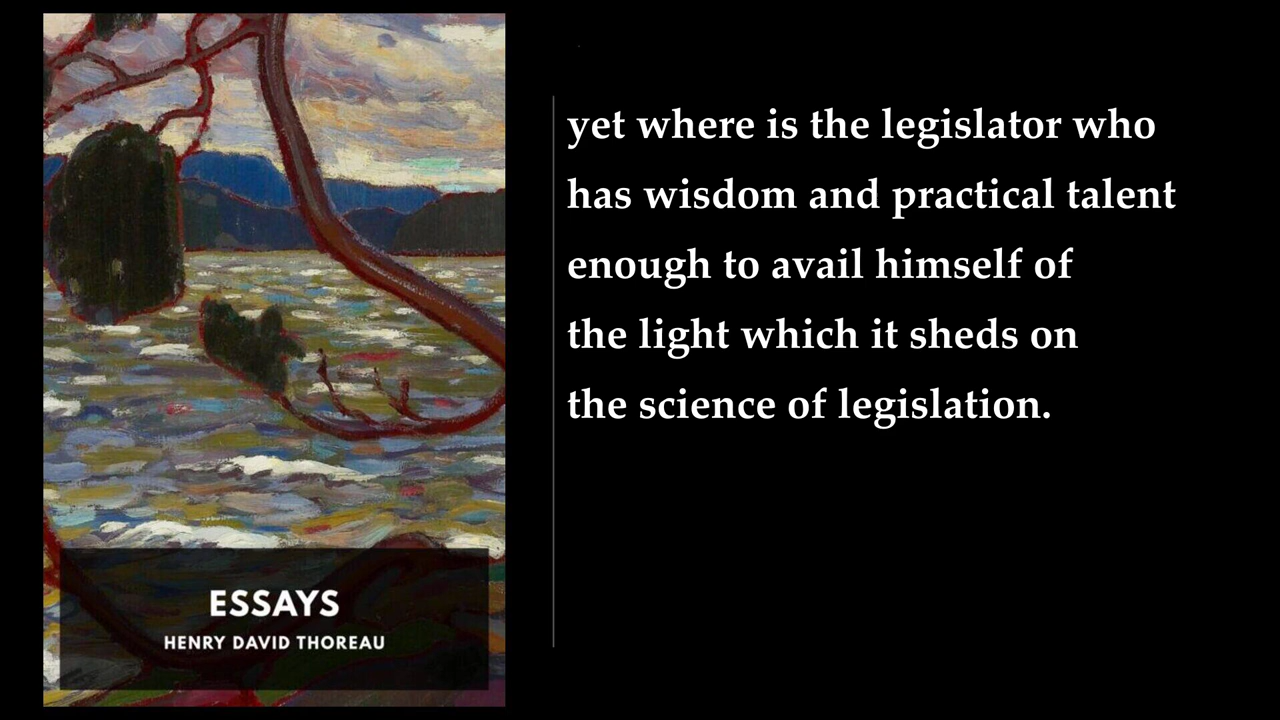 yet where is the legislator who
has wisdom and practical talent
enough to avail himself of
the light which it sheds on
the science of legislation.
ESSAYS
HENRY DAVID THOREAU